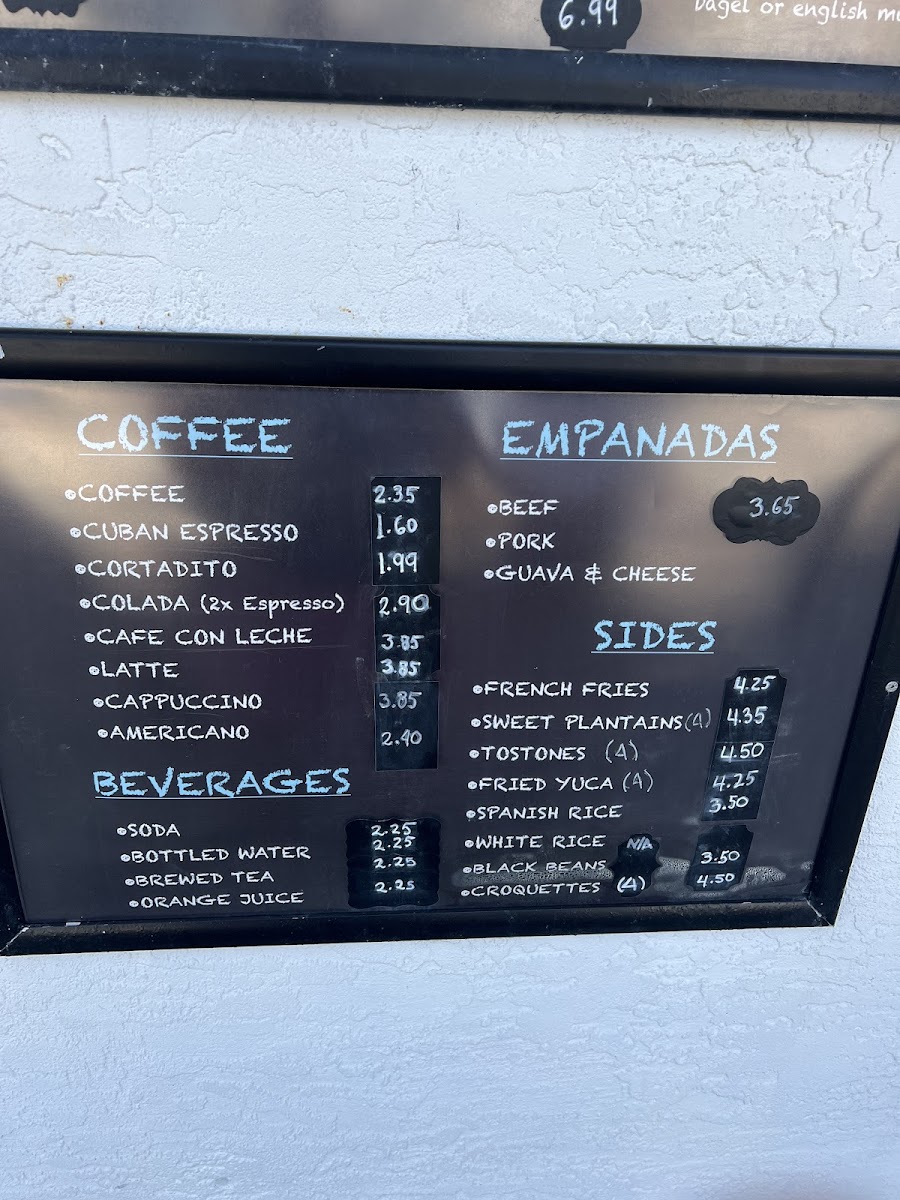 6.99
bagel or english
COFFEE
•COFFEE 2.35
•CUBAN ESPRESSO 1.60
•CORTADITO 1.99
•COLADA (2x Espresso) 2.90
•CAFE CON LECHE 3.85
•LATTE 3.85
•CAPPUCCINO 3.85
•AMERICANO 2.90
BEVERAGES
•SODA 2.25
•BOTTLED WATER 2.25
•BREWED TEA 2.25
•ORANGE JUICE 2.25
EMPANADAS
•BEEF 3.65
•PORK
•GUAVA & CHEESE
SIDES
•FRENCH FRIES 4.25
•SWEET PLANTAINS (4) 4.35
•TOSTONES (4) 4.50
•FRIED YUCA (4) 4.25
•SPANISH RICE 3.50
•WHITE RICE N/A
•BLACK BEANS 3.50
•CROQUETTES (4) 4.50